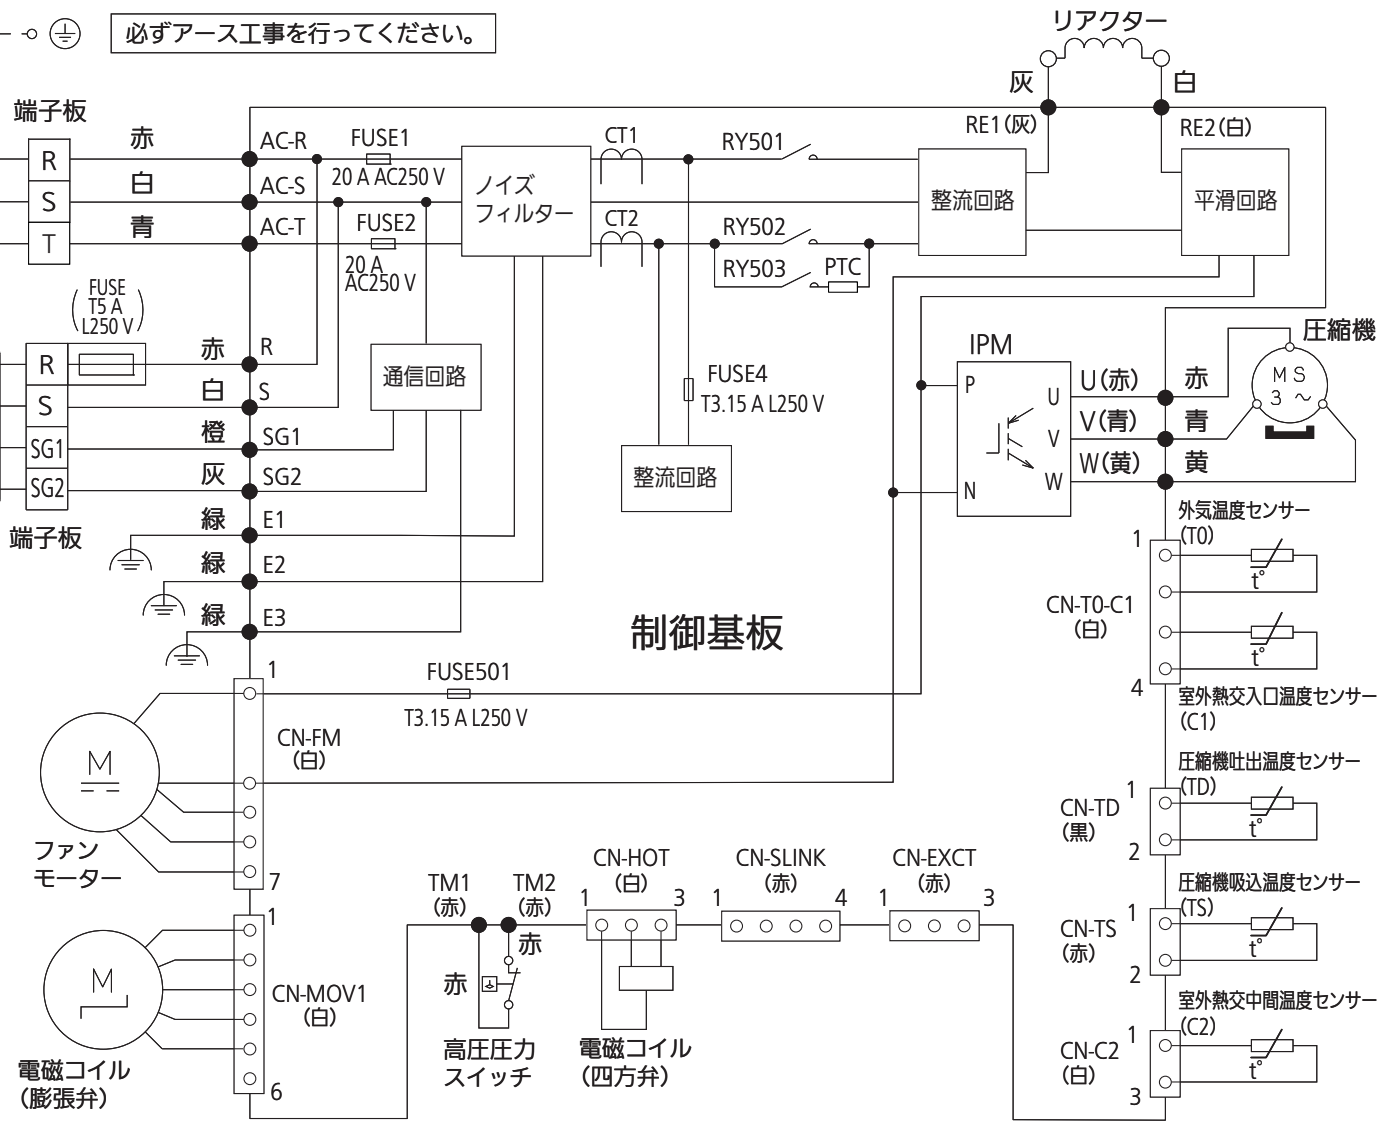 必ずアース工事を行ってください。
リアクター
灰
白
RE1(灰)
RE2(白)
端子板
R
S
T
赤
白
青
AC-R
AC-S
AC-T
FUSE1
20 A AC250 V
FUSE2
20 A
AC250 V
ノイズ
フィルター
CT1
CT2
RY501
RY502
RY503
PTC
整流回路
平滑回路
FUSE
T5 A
L250 V
R
S
SG1
SG2
端子板
赤
白
橙
灰
緑
緑
緑
R
S
SG1
SG2
E1
E2
E3
通信回路
FUSE4
T3.15 A L250 V
整流回路
IPM
P
N
U
V
W
U(赤)
V(青)
W(黄)
赤
青
黄
圧縮機
M S
3 ～
制御基板
外気温度センサー
(T0)
1
CN-T0-C1
(白)
4
t°
t°
室外熱交入口温度センサー
(C1)
圧縮機吐出温度センサー
(TD)
1
CN-TD
(黒)
2
t°
圧縮機吸込温度センサー
(TS)
1
CN-TS
(赤)
2
t°
室外熱交中間温度センサー
(C2)
1
CN-C2
(白)
3
t°
1
FUSE501
T3.15 A L250 V
CN-FM
(白)
7
M
ファン
モーター
1
CN-MOV1
(白)
6
M
電磁コイル
(膨張弁)
TM1
(赤)
TM2
(赤)
赤
赤
高圧圧力
スイッチ
CN-HOT
(白)
1
3
電磁コイル
(四方弁)
CN-SLINK
(赤)
1
4
CN-EXCT
(赤)
1
3